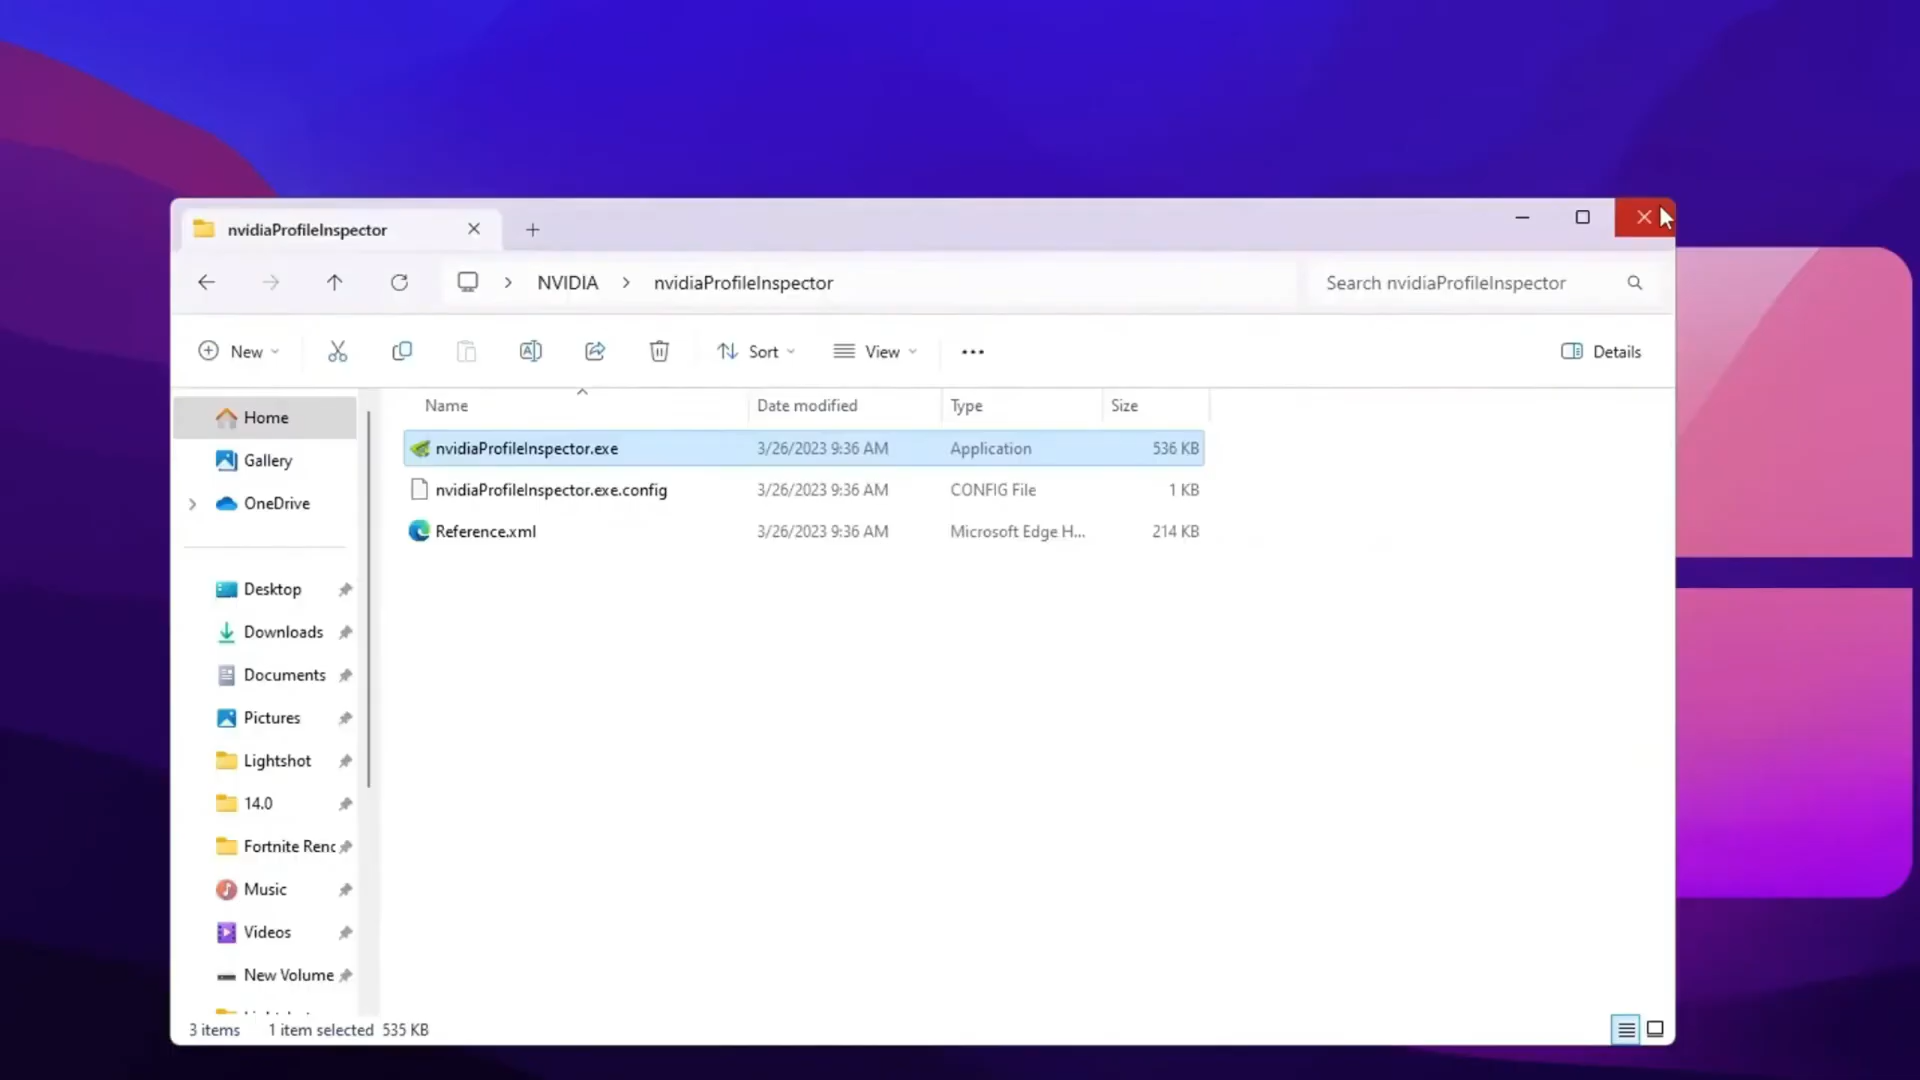 nvidiaProfileInspector
NVIDIA
nvidiaProfileInspector
Search nvidiaProfileInspector
New
Sort
View
Details
Name
Date modified
Type
Size
nvidiaProfileInspector.exe
3/26/2023 9:36 AM
Application
536 KB
nvidiaProfileInspector.exe.config
3/26/2023 9:36 AM
CONFIG File
1 KB
Reference.xml
3/26/2023 9:36 AM
Microsoft Edge H...
214 KB
Home
Gallery
OneDrive
Desktop
Downloads
Documents
Pictures
Lightshot
14.0
Fortnite Renc
Music
Videos
New Volume
3 items
1 item selected 535 KB